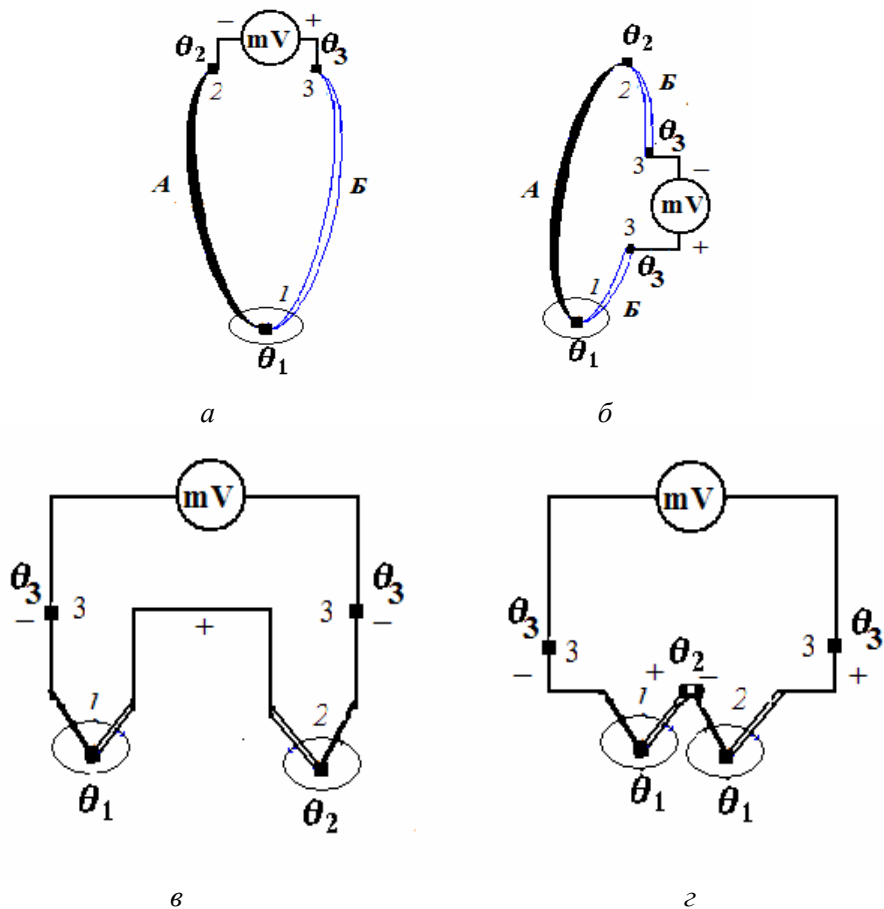 − mV +
θ2 θ3
2 3
А Б
1
θ1
θ2
2 Б
θ3
3 −
А mV
3 +
θ3
1 Б
θ1
а б
mV
θ3 3 − 3 θ3 −
+
1 2
θ1 θ2
mV
θ3 3 − 3 θ3 +
+ θ2 −
1 2
θ1 θ1
в г